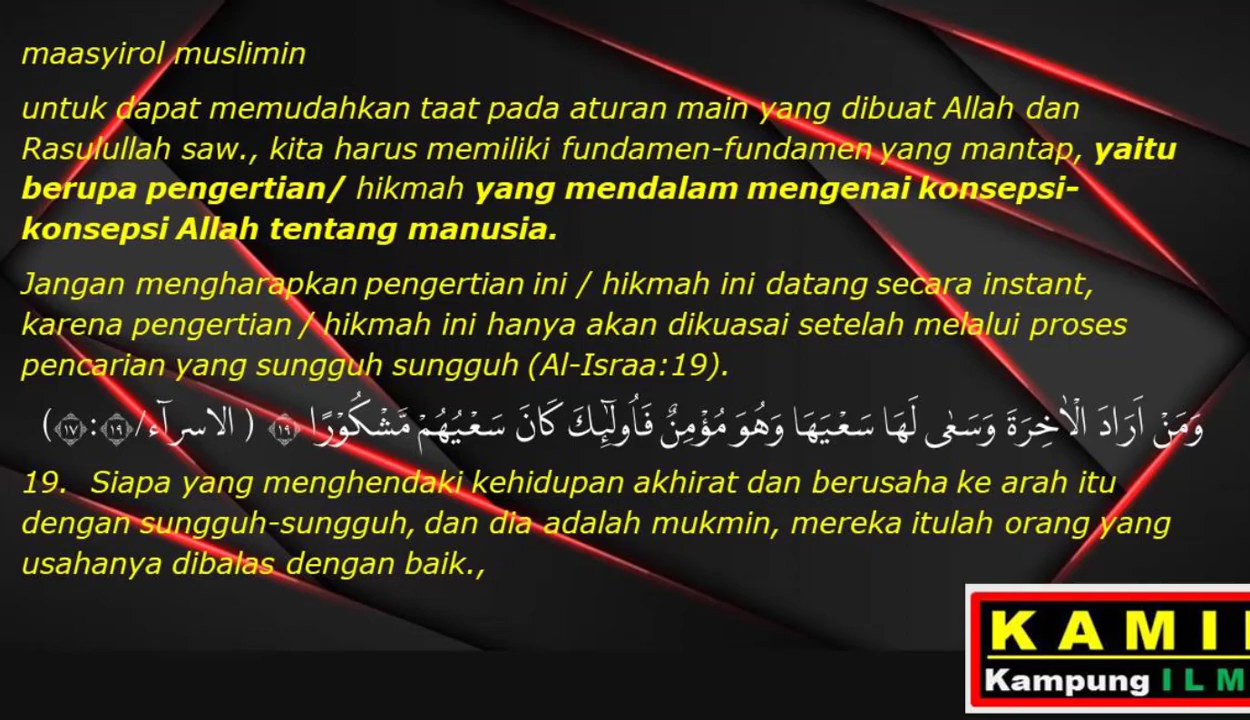 maasyirol muslimin
untuk dapat memudahkan taat pada aturan main yang dibuat Allah dan
Rasulullah saw., kita harus memiliki fundamen-fundamen yang mantap, yaitu
berupa pengertian/ hikmah yang mendalam mengenai konsepsi-
konsepsi Allah tentang manusia.
Jangan mengharapkan pengertian ini / hikmah ini datang secara instant,
karena pengertian / hikmah ini hanya akan dikuasai setelah melalui proses
pencarian yang sungguh sungguh (Al-Israa:19).
وَمَنْ اَرَادَ الْاٰخِرَةَ وَسَعٰى لَهَا سَعْيَهَا وَهُوَ مُؤْمِنٌ فَاُولٰۤىِٕكَ كَانَ سَعْيُهُمْ مَّشْكُوْرًا ۝١٩ ( الاسرآء/١٩:١٧)
19. Siapa yang menghendaki kehidupan akhirat dan berusaha ke arah itu
dengan sungguh-sungguh, dan dia adalah mukmin, mereka itulah orang yang
usahanya dibalas dengan baik.,
KAMI
Kampung ILM